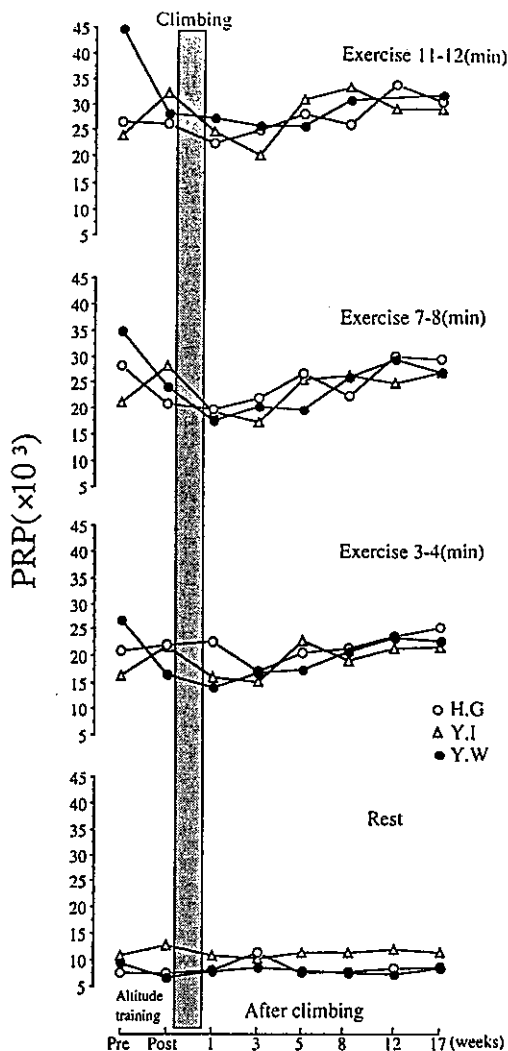 Climbing
Exercise 11-12(min)
45
40
35
30
25
20
15
10
5
Exercise 7-8(min)
45
40
35
30
25
20
15
10
5
PRP(×10³)
Exercise 3-4(min)
45
40
35
30
25
20
15
10
5
H.G
Y.I
Y.W
Rest
45
40
35
30
25
20
15
10
5
Altitude
training
After climbing
Pre Post 1 3 5 8 12 17 (weeks)